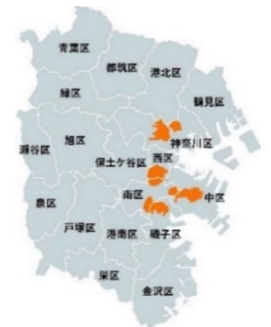 青葉区
都筑区
港北区
緑区
鶴見区
神奈川区
旭区
瀬谷区
保土ケ谷区
西区
南区
中区
泉区
戸塚区
港南区
磯子区
栄区
金沢区